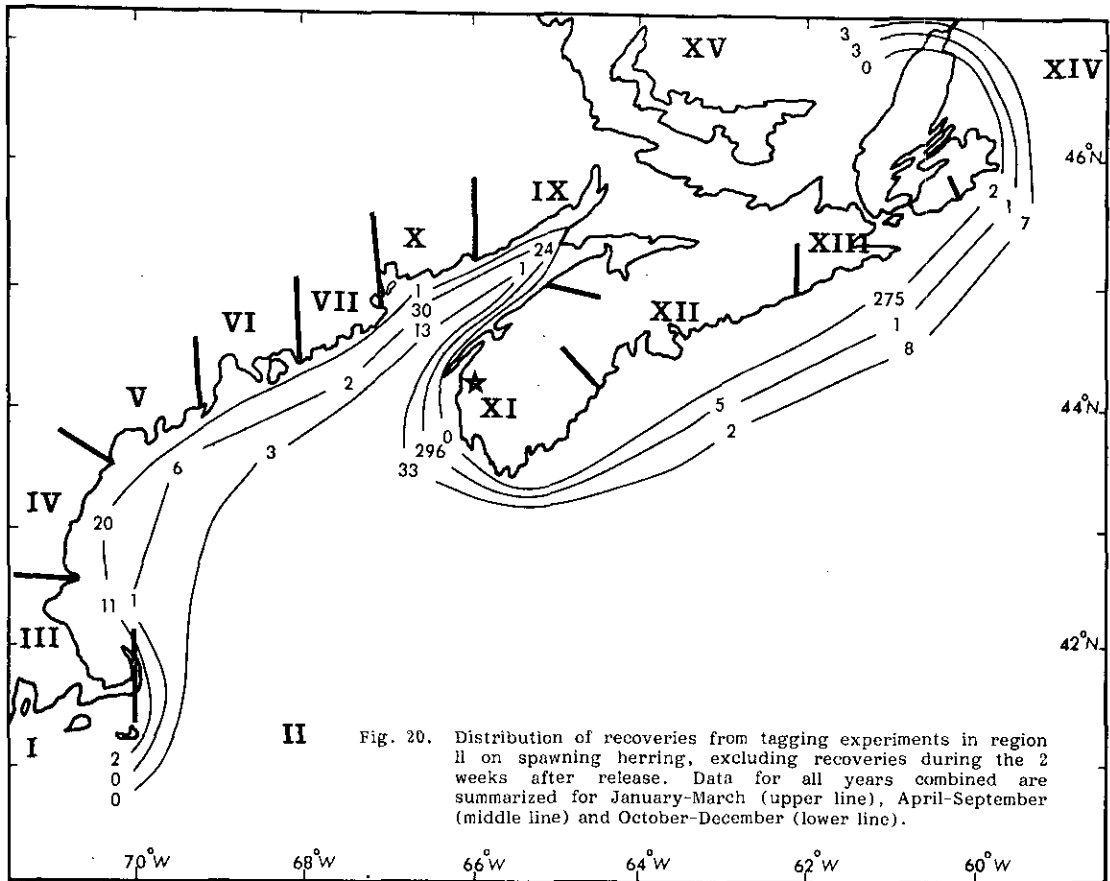 XV
3
3
0
XIV
46°N
IX
X
24
1
2
1
7
XIII
1
30
13
VII
VI
XII
275
1
8
2
V
XI
44°N
5
2
0
296
33
6
3
IV
20
11
1
III
42°N
I
2
0
0
II
Fig. 20. Distribution of recoveries from tagging experiments in region
II on spawning herring, excluding recoveries during the 2
weeks after release. Data for all years combined are
summarized for January-March (upper line), April-September
(middle line) and October-December (lower line).
70°W
68°W
66°W
64°W
62°W
60°W